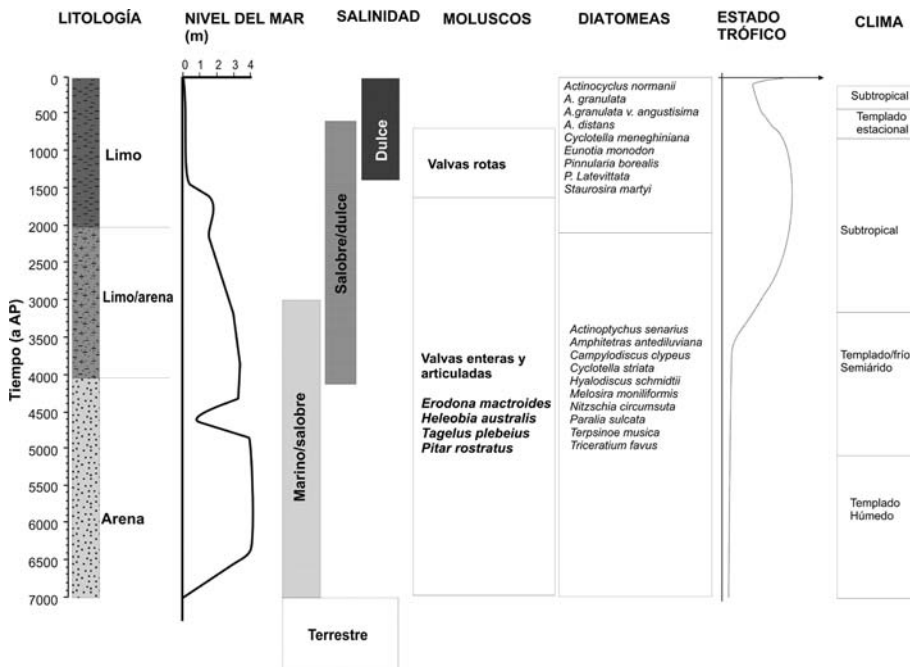 LITOLOGÍA
NIVEL DEL MAR
(m)
SALINIDAD
MOLUSCOS
DIATOMEAS
ESTADO
TRÓFICO
CLIMA
0 1 2 3 4
Tiempo (a AP)
0
500
1000
1500
2000
2500
3000
3500
4000
4500
5000
5500
6000
6500
7000
Limo
Limo/arena
Arena
Marino/salobre
Salobre/dulce
Dulce
Terrestre
Valvas rotas
Valvas enteras y
articuladas
Erodona mactroides
Heleobia australis
Tagelus plebeius
Pitar rostratus
Actinocyclus normanii
A. granulata
A.granulata v. angustisima
A. distans
Cyclotella meneghiniana
Eunotia monodon
Pinnularia borealis
P. Latevittata
Staurosira martyi
Actinoptychus senarius
Amphitetras antediluviana
Campylodiscus clypeus
Cyclotella striata
Hyalodiscus schmidtii
Melosira moniliformis
Nitzschia circumsuta
Paralia sulcata
Terpsinoe musica
Triceratium favus
Subtropical
Templado
estacional
Subtropical
Templado/frío
Semiárido
Templado
Húmedo